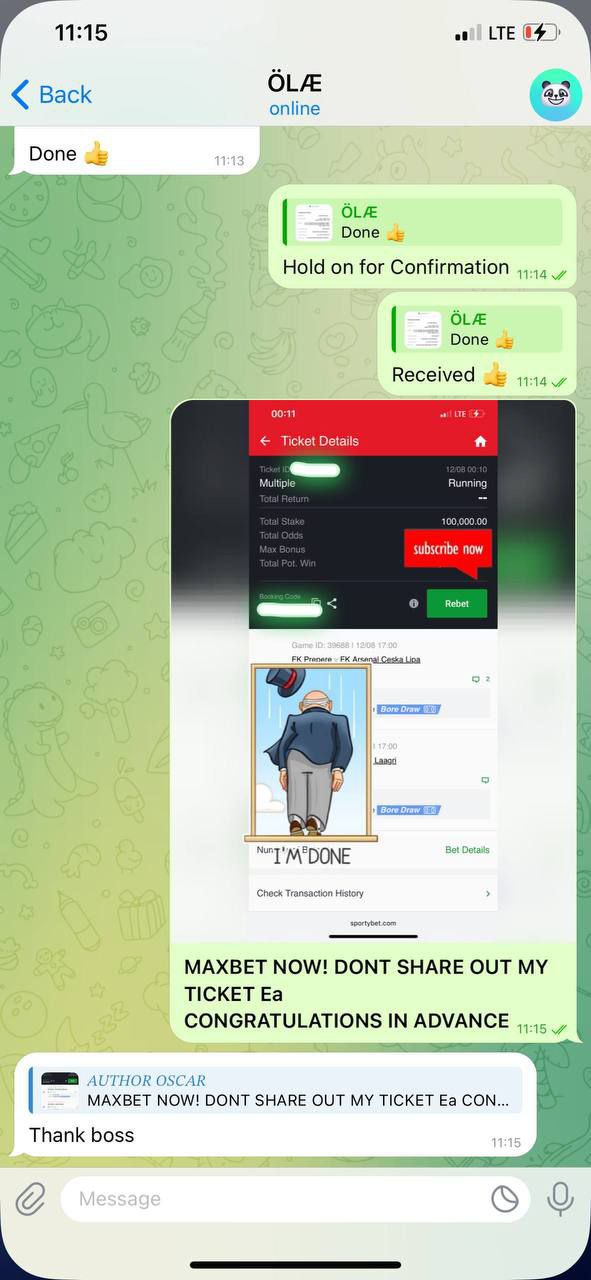 11:15
LTE
Back
ÖLÆ
online
Done 👍
11:13
ÖLÆ
Done 👍
Hold on for Confirmation 11:14
ÖLÆ
Done 👍
Received 👍 11:14
00:11
LTE
Ticket Details
Ticket ID
12/08 00:10
Multiple
Running
Total Return
--
Total Stake
100,000.00
Total Odds
Max Bonus
Total Pot. Win
subscribe now
Booking Code
Rebet
Game ID: 39688 | 12/08 17:00
FK Prepere v FK Arsenal Ceska Lipa
2
Bore Draw
17:00
Laagri
Bore Draw
I'M DONE
Bet Details
Check Transaction History
sportybet.com
MAXBET NOW! DONT SHARE OUT MY
TICKET Ea
CONGRATULATIONS IN ADVANCE 11:15
AUTHOR OSCAR
MAXBET NOW! DONT SHARE OUT MY TICKET Ea CON...
Thank boss
11:15
Message